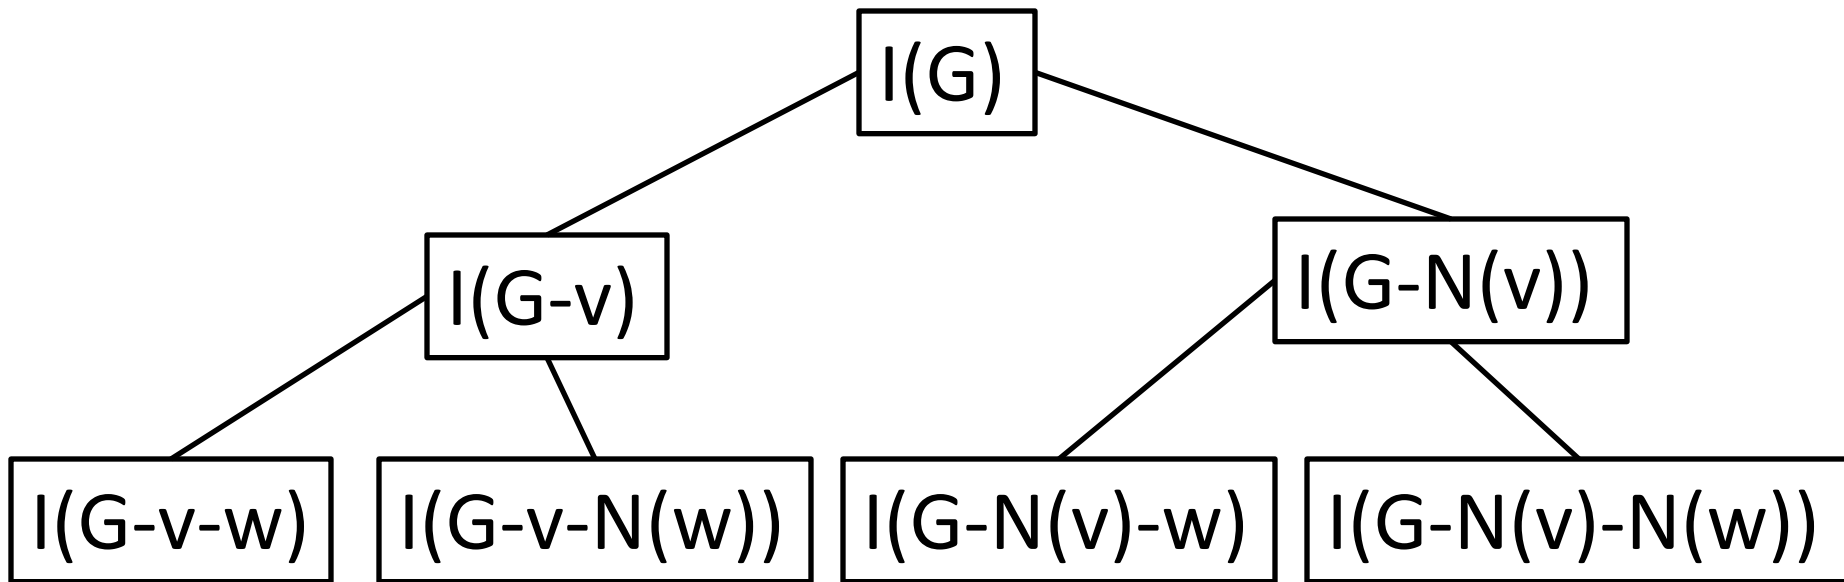 I(G)
I(G-v)
I(G-N(v))
I(G-v-w)
I(G-v-N(w))
I(G-N(v)-w)
I(G-N(v)-N(w))